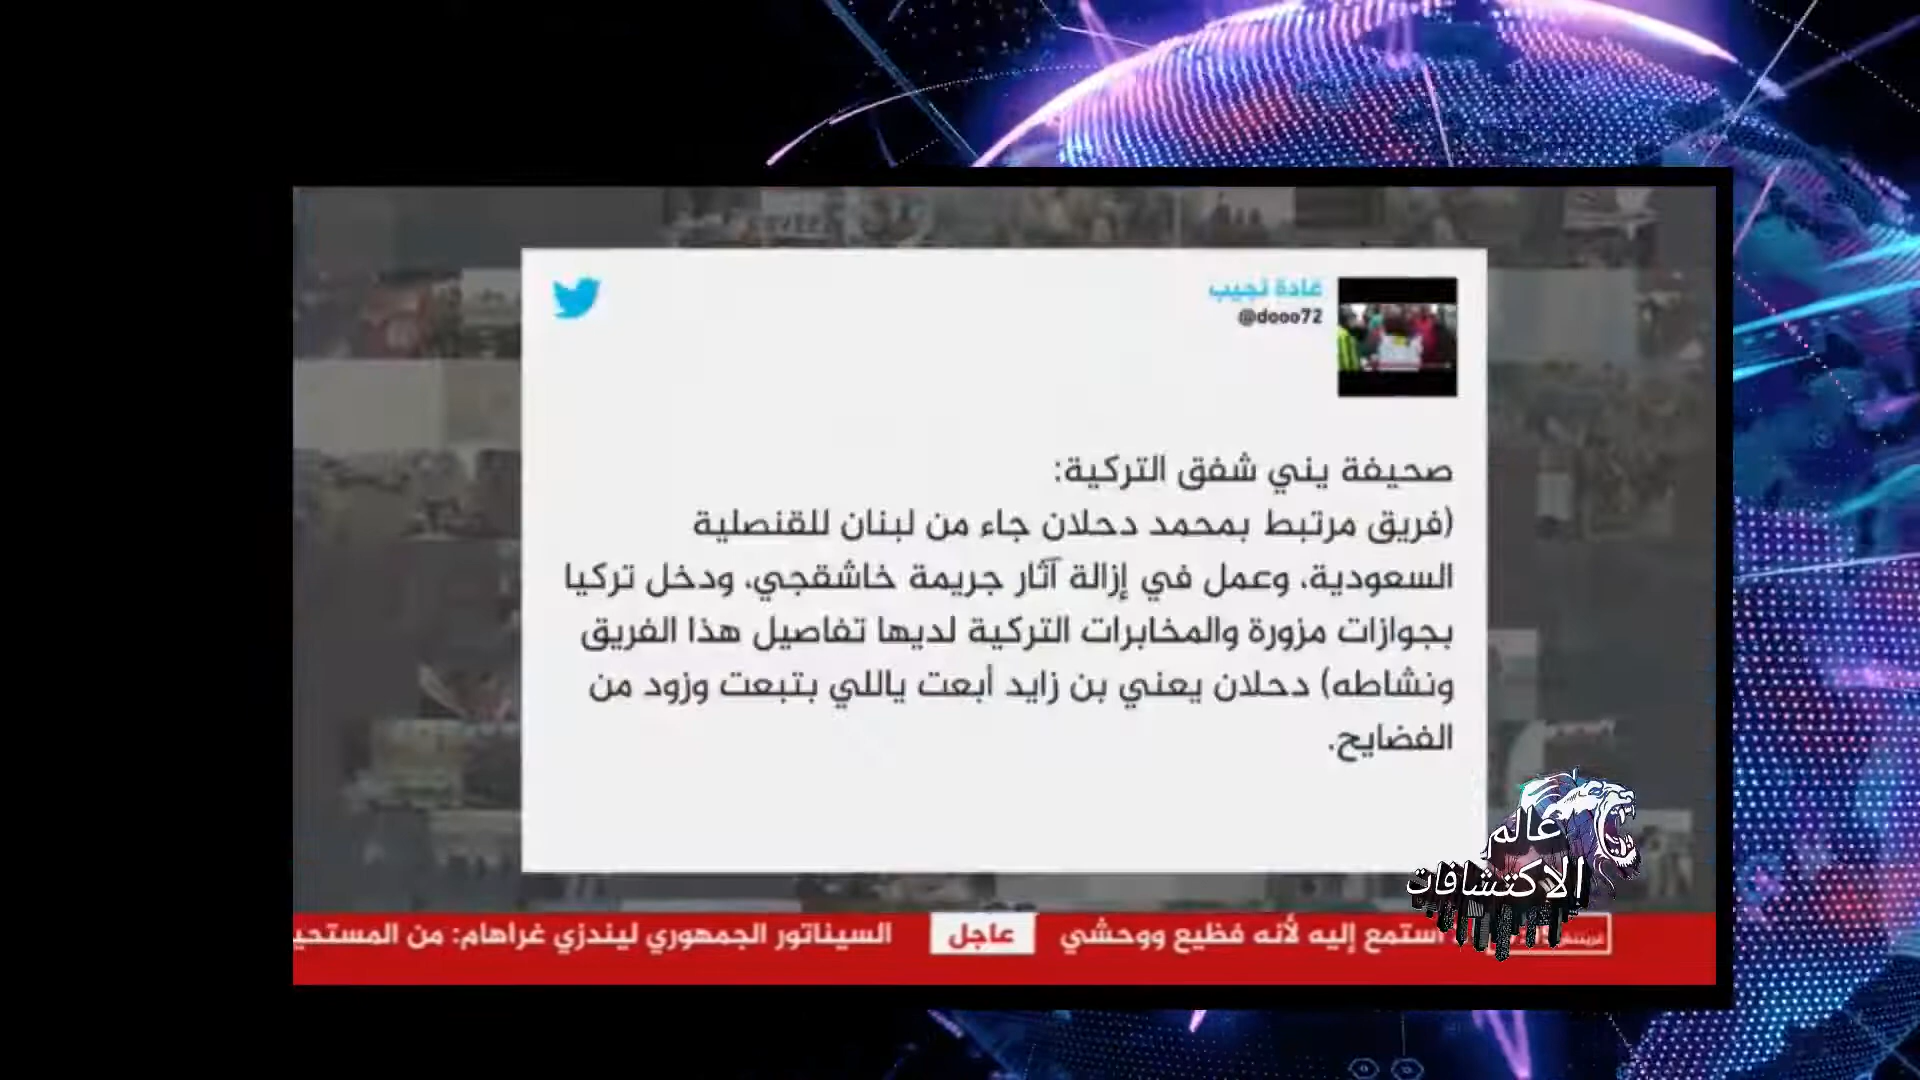 غادة نجيب
@dooo72
صحيفة يني شفق التركية:
(فريق مرتبط بمحمد دحلان جاء من لبنان للقنصلية
السعودية، وعمل في إزالة آثار جريمة خاشقجي، ودخل تركيا
بجوازات مزورة والمخابرات التركية لديها تفاصيل هذا الفريق
ونشاطه) دحلان يعني بن زايد أبعت ياللي بتبعت وزود من
الفضايح.
عالم
الاكتشافات
استمع إليه لأنه فظيع ووحشي عاجل السيناتور الجمهوري ليندزي غراهام: من